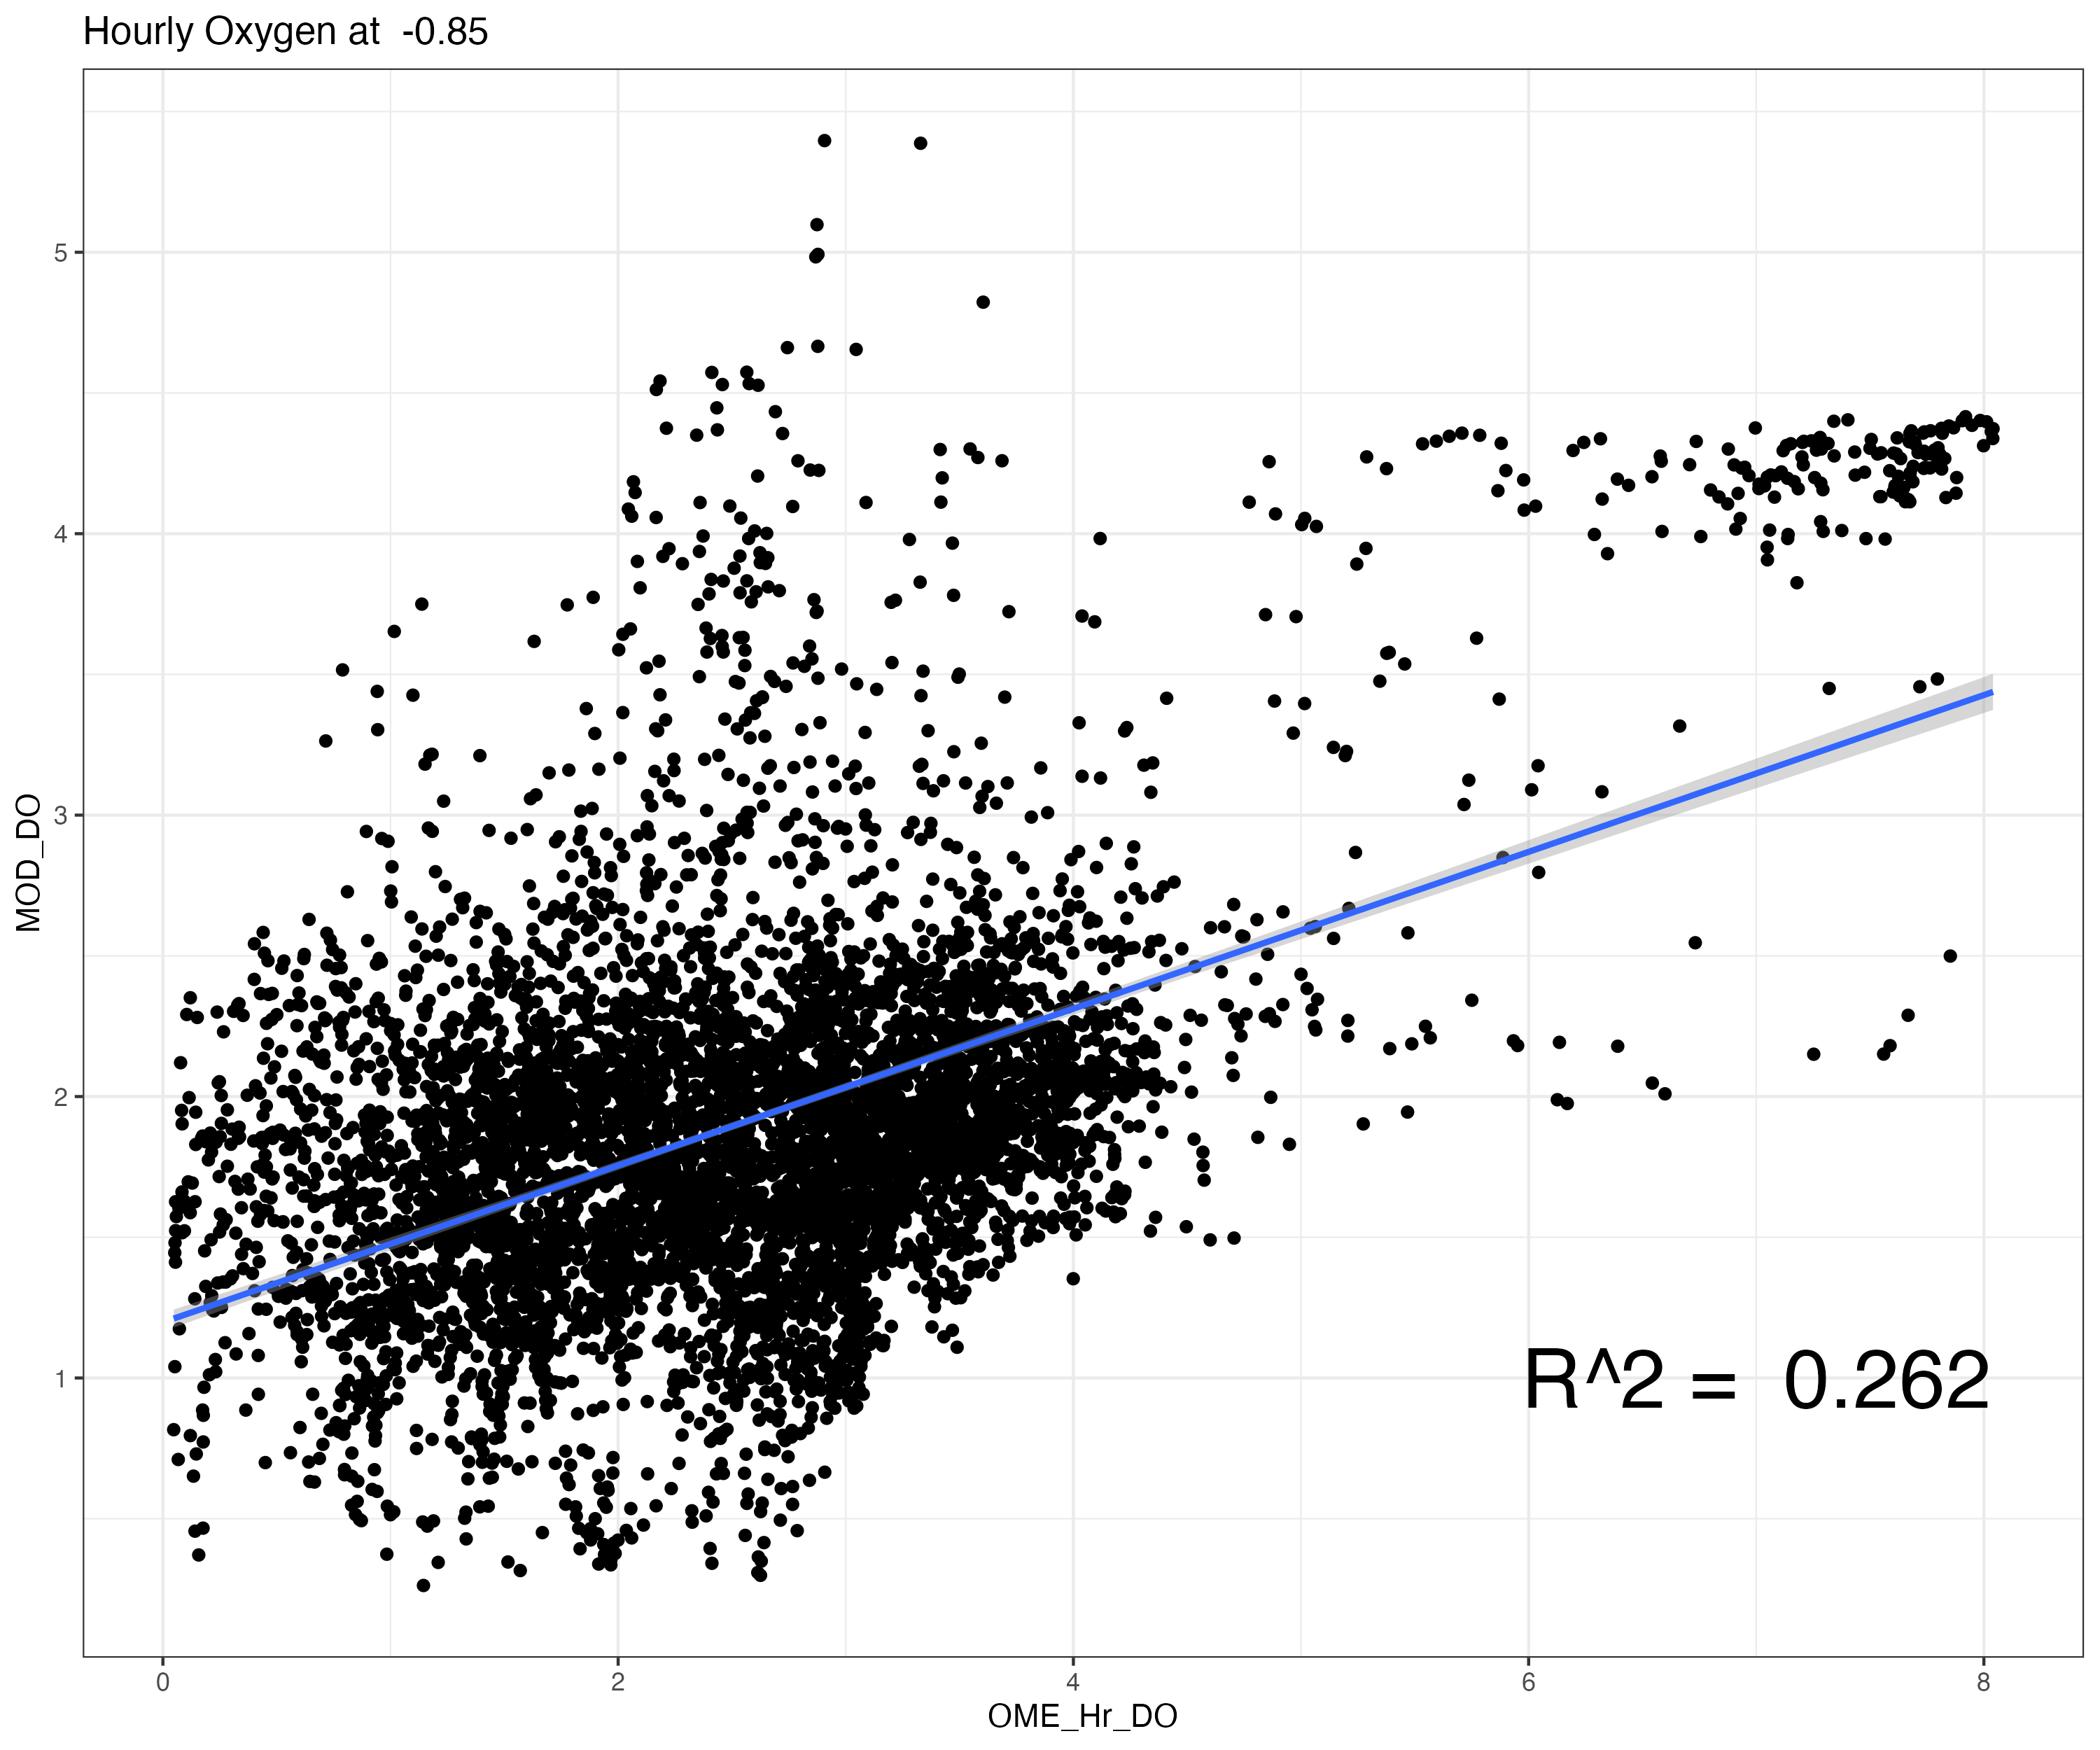 Hourly Oxygen at  -0.85
5
4
3
2
1
MOD_DO
R^2 =  0.262
0 2 4 6 8
OME_Hr_DO